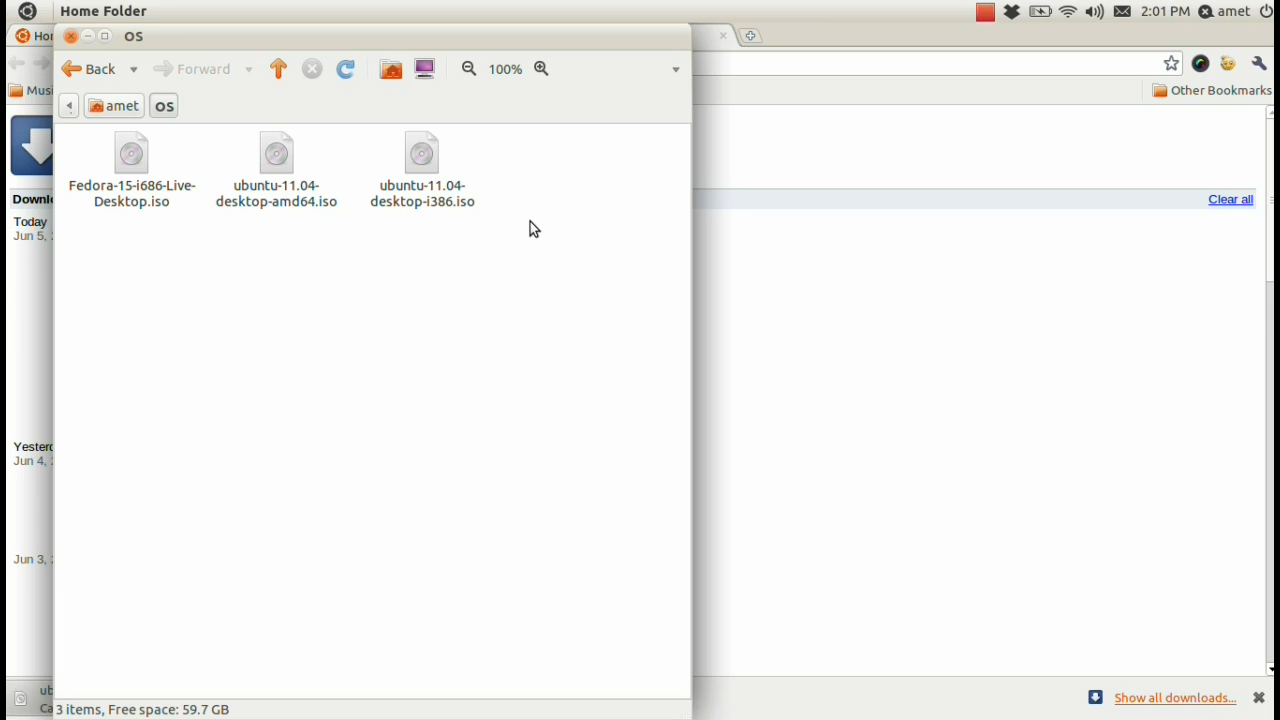 Home Folder
2:01 PM
amet
OS
Back
Forward
100%
Musi
Other Bookmarks
amet
OS
Fedora-15-i686-Live-
Desktop.iso
ubuntu-11.04-
desktop-amd64.iso
ubuntu-11.04-
desktop-i386.iso
Clear all
Today
Jun 5,
Jun 4,
Jun 3,
Show all downloads...
3 items, Free space: 59.7 GB